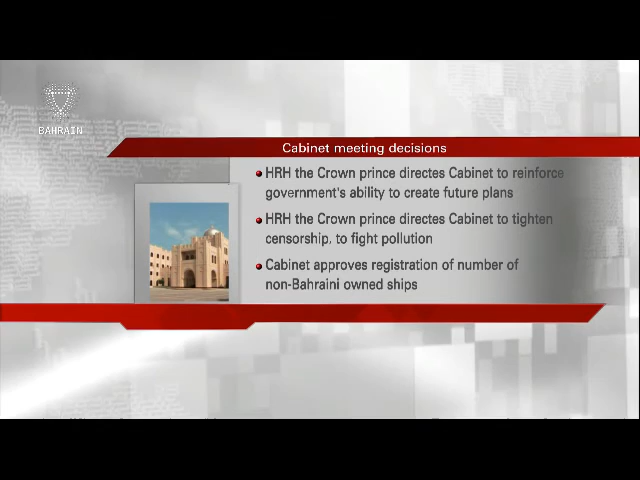 BAHRAIN
Cabinet meeting decisions
HRH the Crown prince directes Cabinet to reinforce
government's ability to create future plans
HRH the Crown prince directes Cabinet to tighten
censorship, to fight pollution
Cabinet approves registration of number of
non-Bahraini owned ships